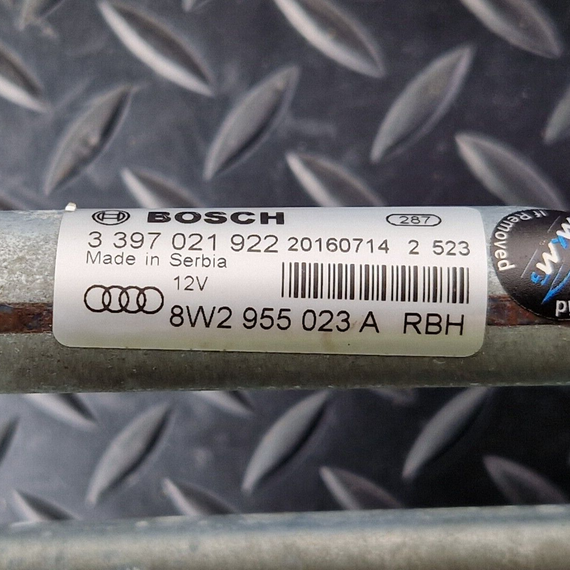 BOSCH 287
3 397 021 922 20160714 2 523
Made in Serbia
12V
8W2 955 023 A RBH
if Removed